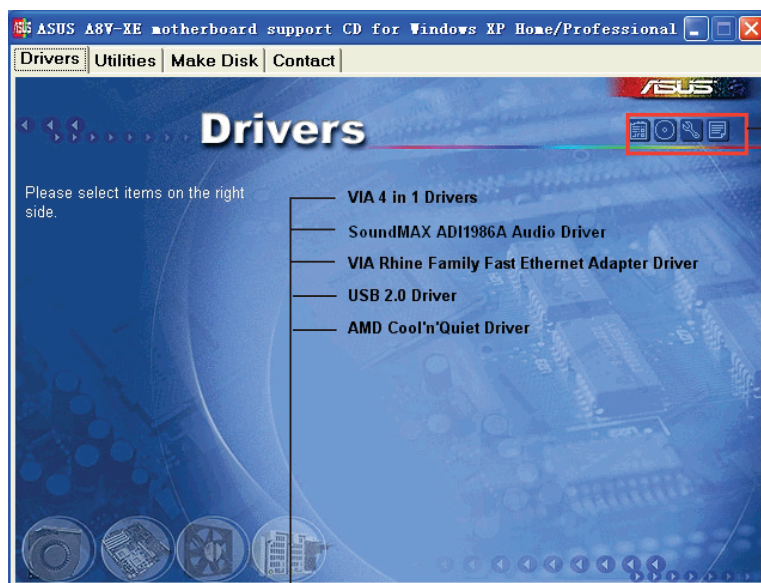 ASUS A8V-XE motherboard support CD for Windows XP Home/Professional
Drivers Utilities Make Disk Contact
ASUS
Drivers
Please select items on the right
side.
VIA 4 in 1 Drivers
SoundMAX ADI1986A Audio Driver
VIA Rhine Family Fast Ethernet Adapter Driver
USB 2.0 Driver
AMD Cool'n'Quiet Driver